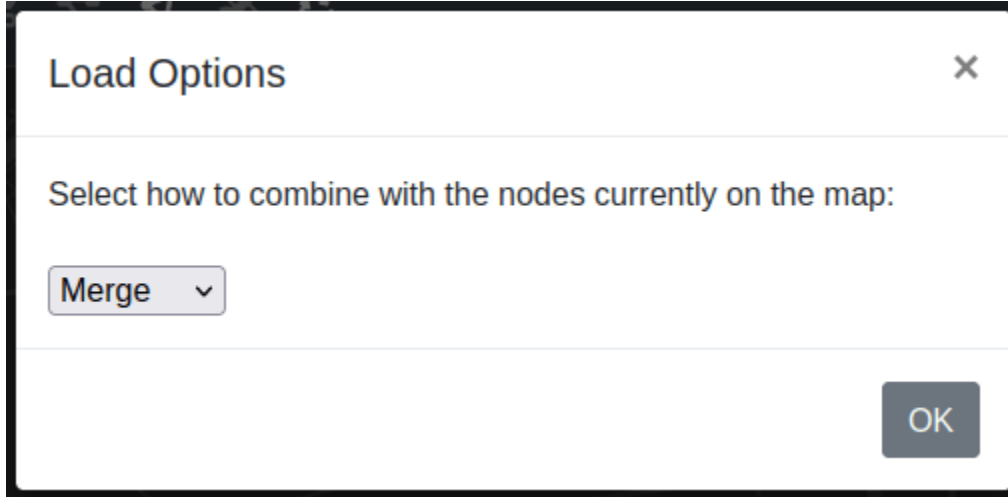 Load Options
×
Select how to combine with the nodes currently on the map:
Merge
OK